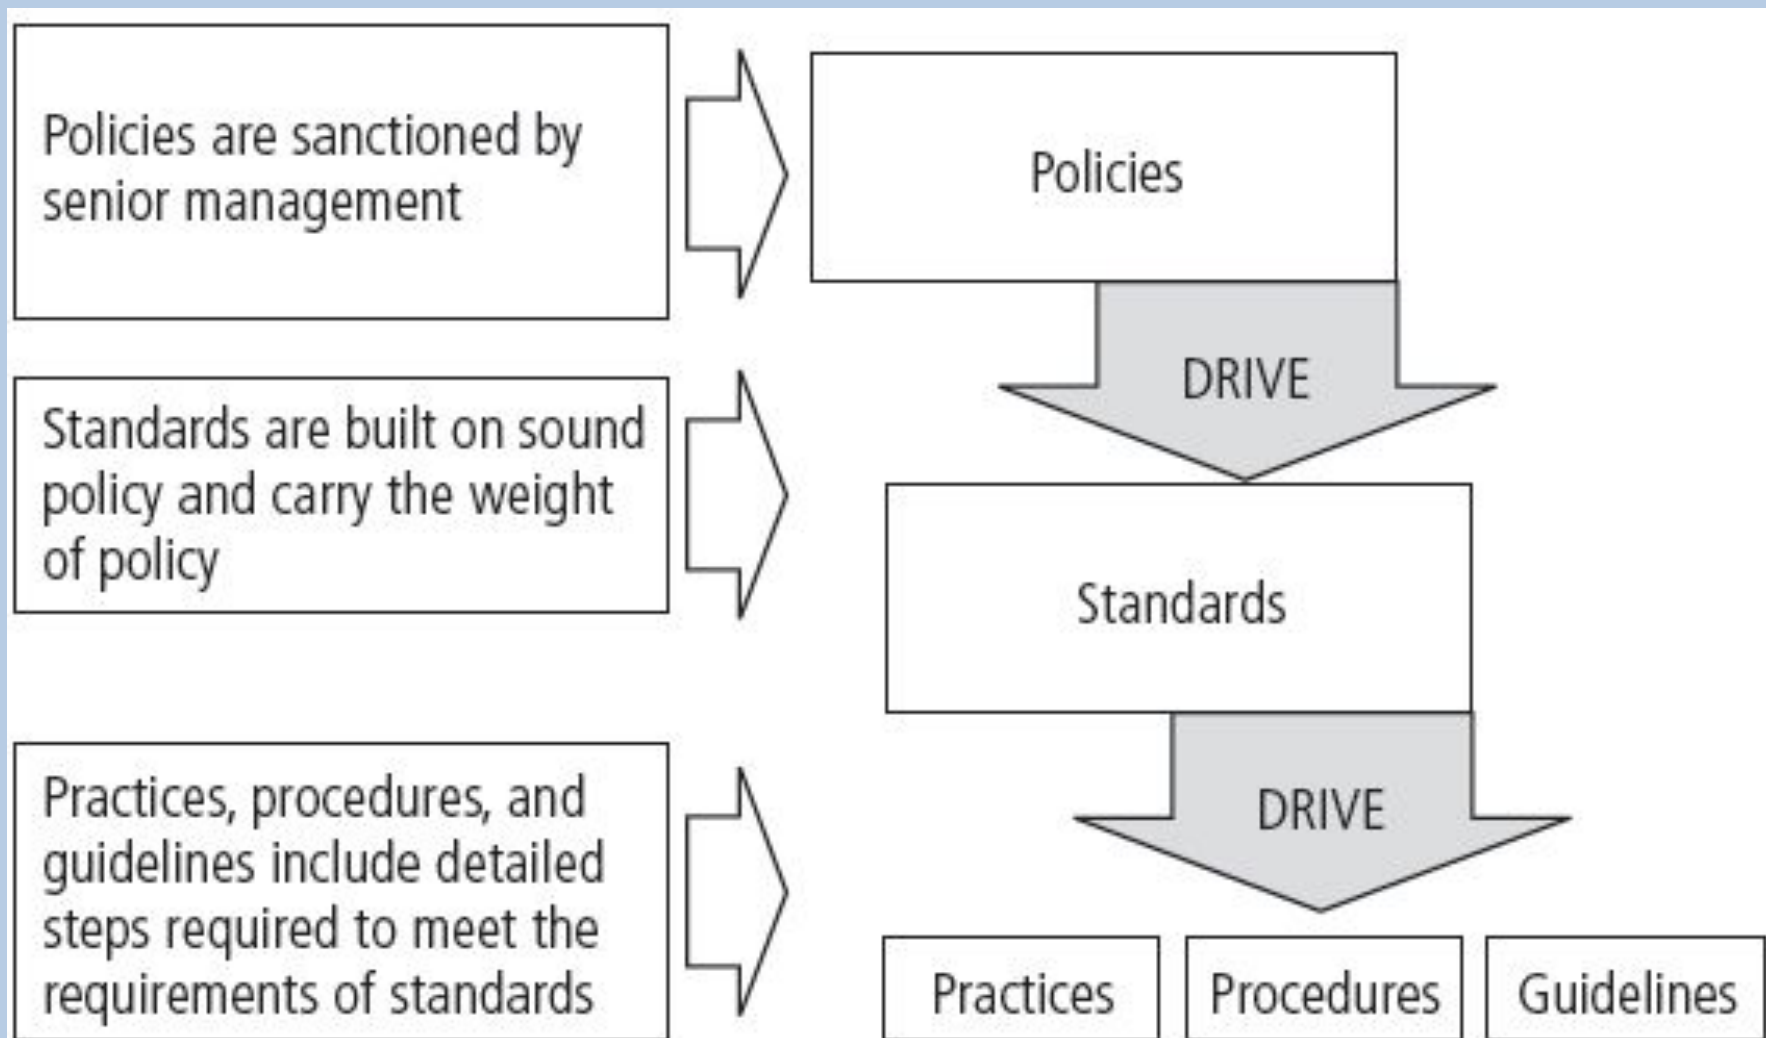 Policies are sanctioned by
senior management
Policies
DRIVE
Standards are built on sound
policy and carry the weight
of policy
Standards
DRIVE
Practices, procedures, and
guidelines include detailed
steps required to meet the
requirements of standards
Practices
Procedures
Guidelines